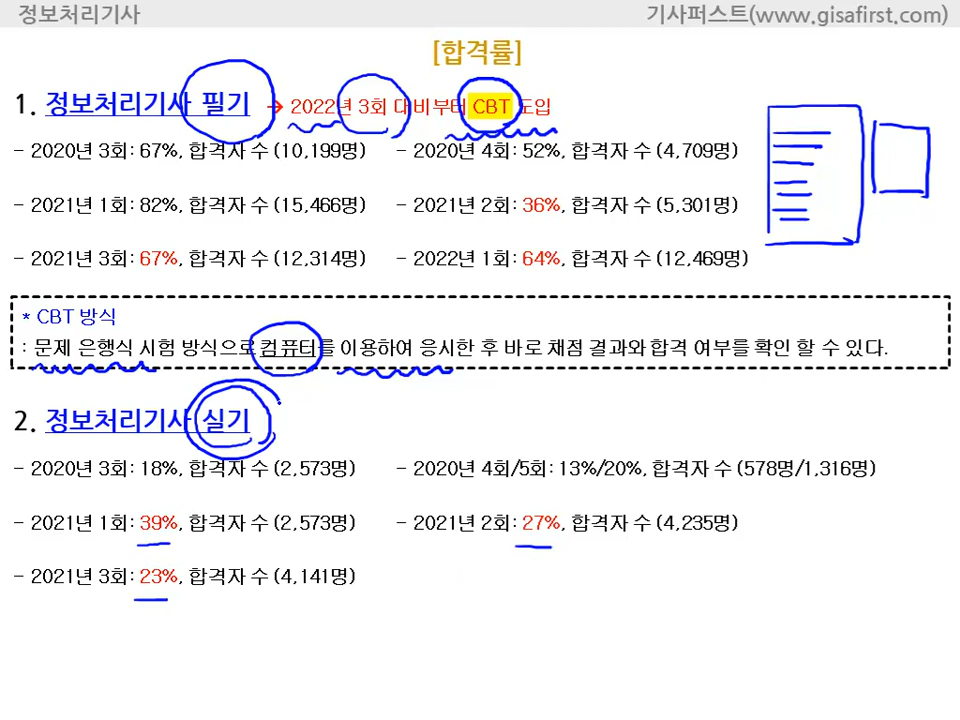 정보처리기사 기사퍼스트(www.gisafirst.com)
[합격률]
1. 정보처리기사 필기 → 2022년 3회 대비부터 CBT 도입
- 2020년 3회: 67%, 합격자 수 (10,199명) - 2020년 4회: 52%, 합격자 수 (4,709명)
- 2021년 1회: 82%, 합격자 수 (15,466명) - 2021년 2회: 36%, 합격자 수 (5,301명)
- 2021년 3회: 67%, 합격자 수 (12,314명) - 2022년 1회: 64%, 합격자 수 (12,469명)
* CBT 방식
: 문제 은행식 시험 방식으로 컴퓨터를 이용하여 응시한 후 바로 채점 결과와 합격 여부를 확인 할 수 있다.
2. 정보처리기사 실기
- 2020년 3회: 18%, 합격자 수 (2,573명) - 2020년 4회/5회: 13%/20%, 합격자 수 (578명/1,316명)
- 2021년 1회: 39%, 합격자 수 (2,573명) - 2021년 2회: 27%, 합격자 수 (4,235명)
- 2021년 3회: 23%, 합격자 수 (4,141명)